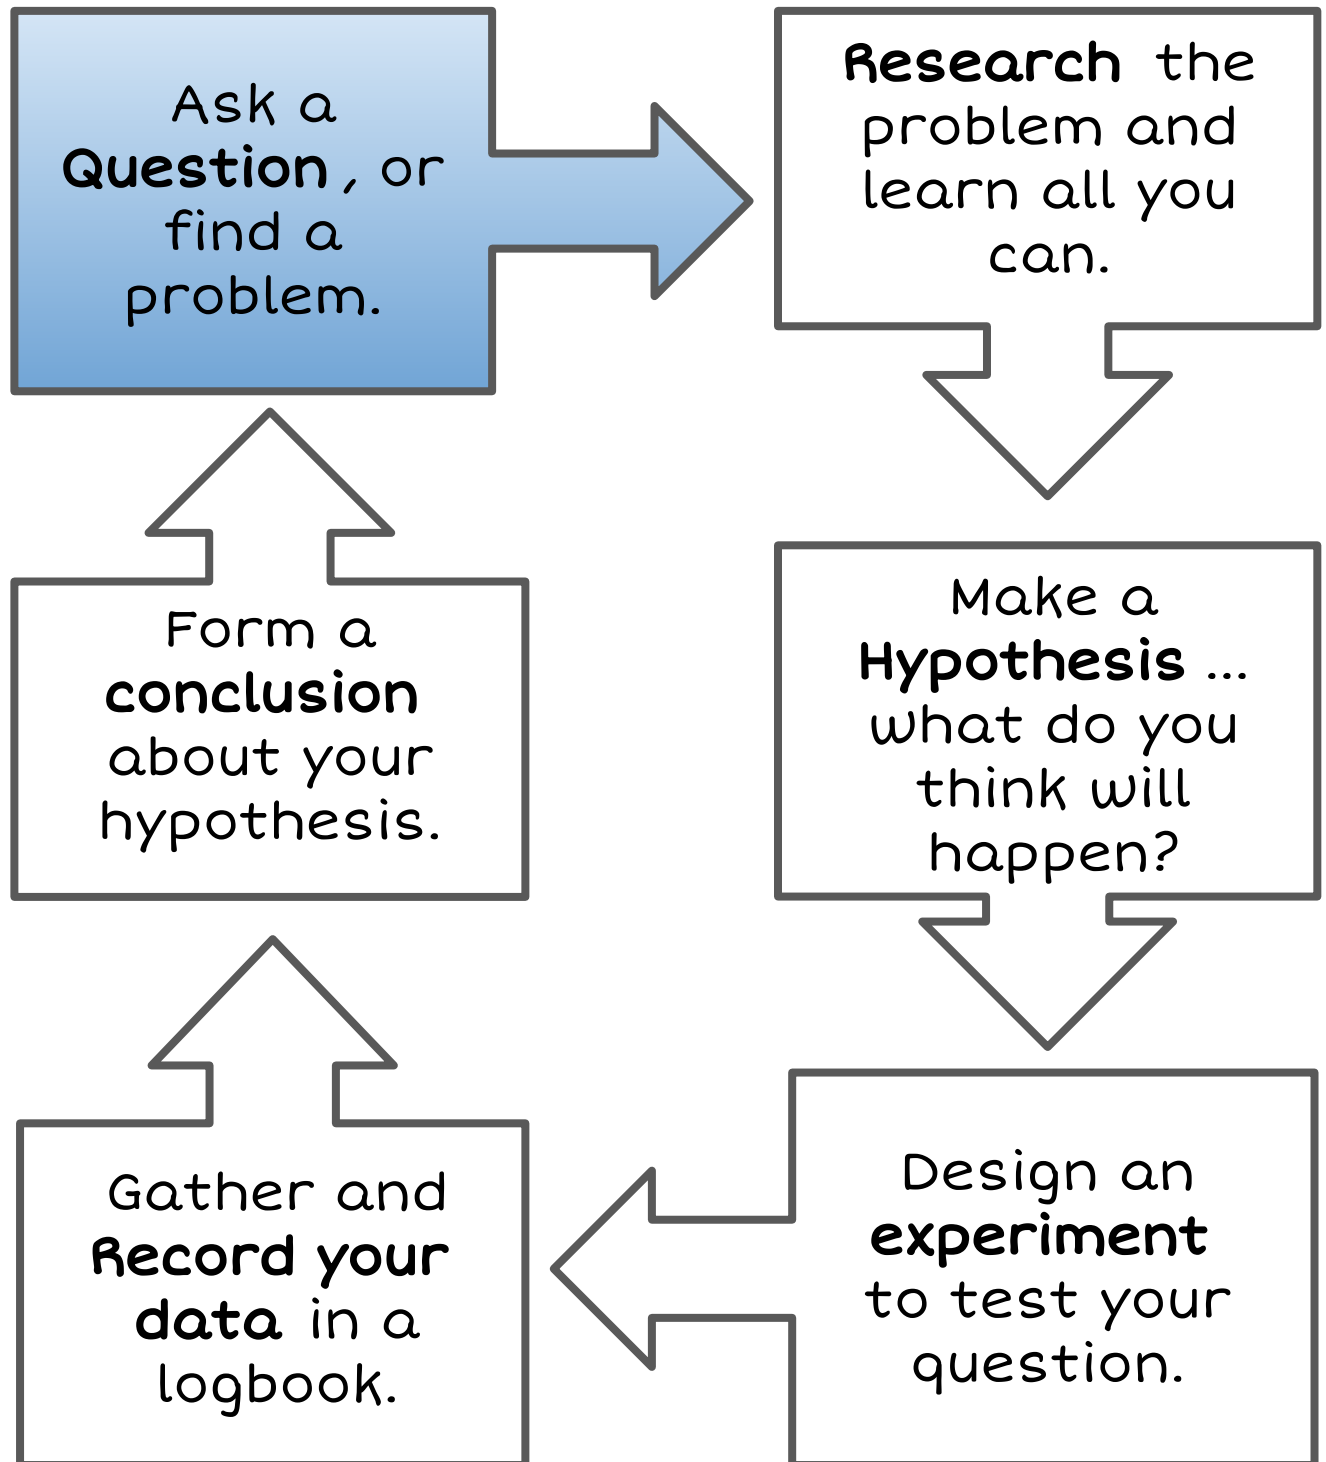 Ask a
Question , or
find a
problem.
Research the
problem and
learn all you
can.
Make a
Hypothesis ...
what do you
think will
happen?
Design an
experiment
to test your
question.
Gather and
Record your
data in a
logbook.
Form a
conclusion
about your
hypothesis.